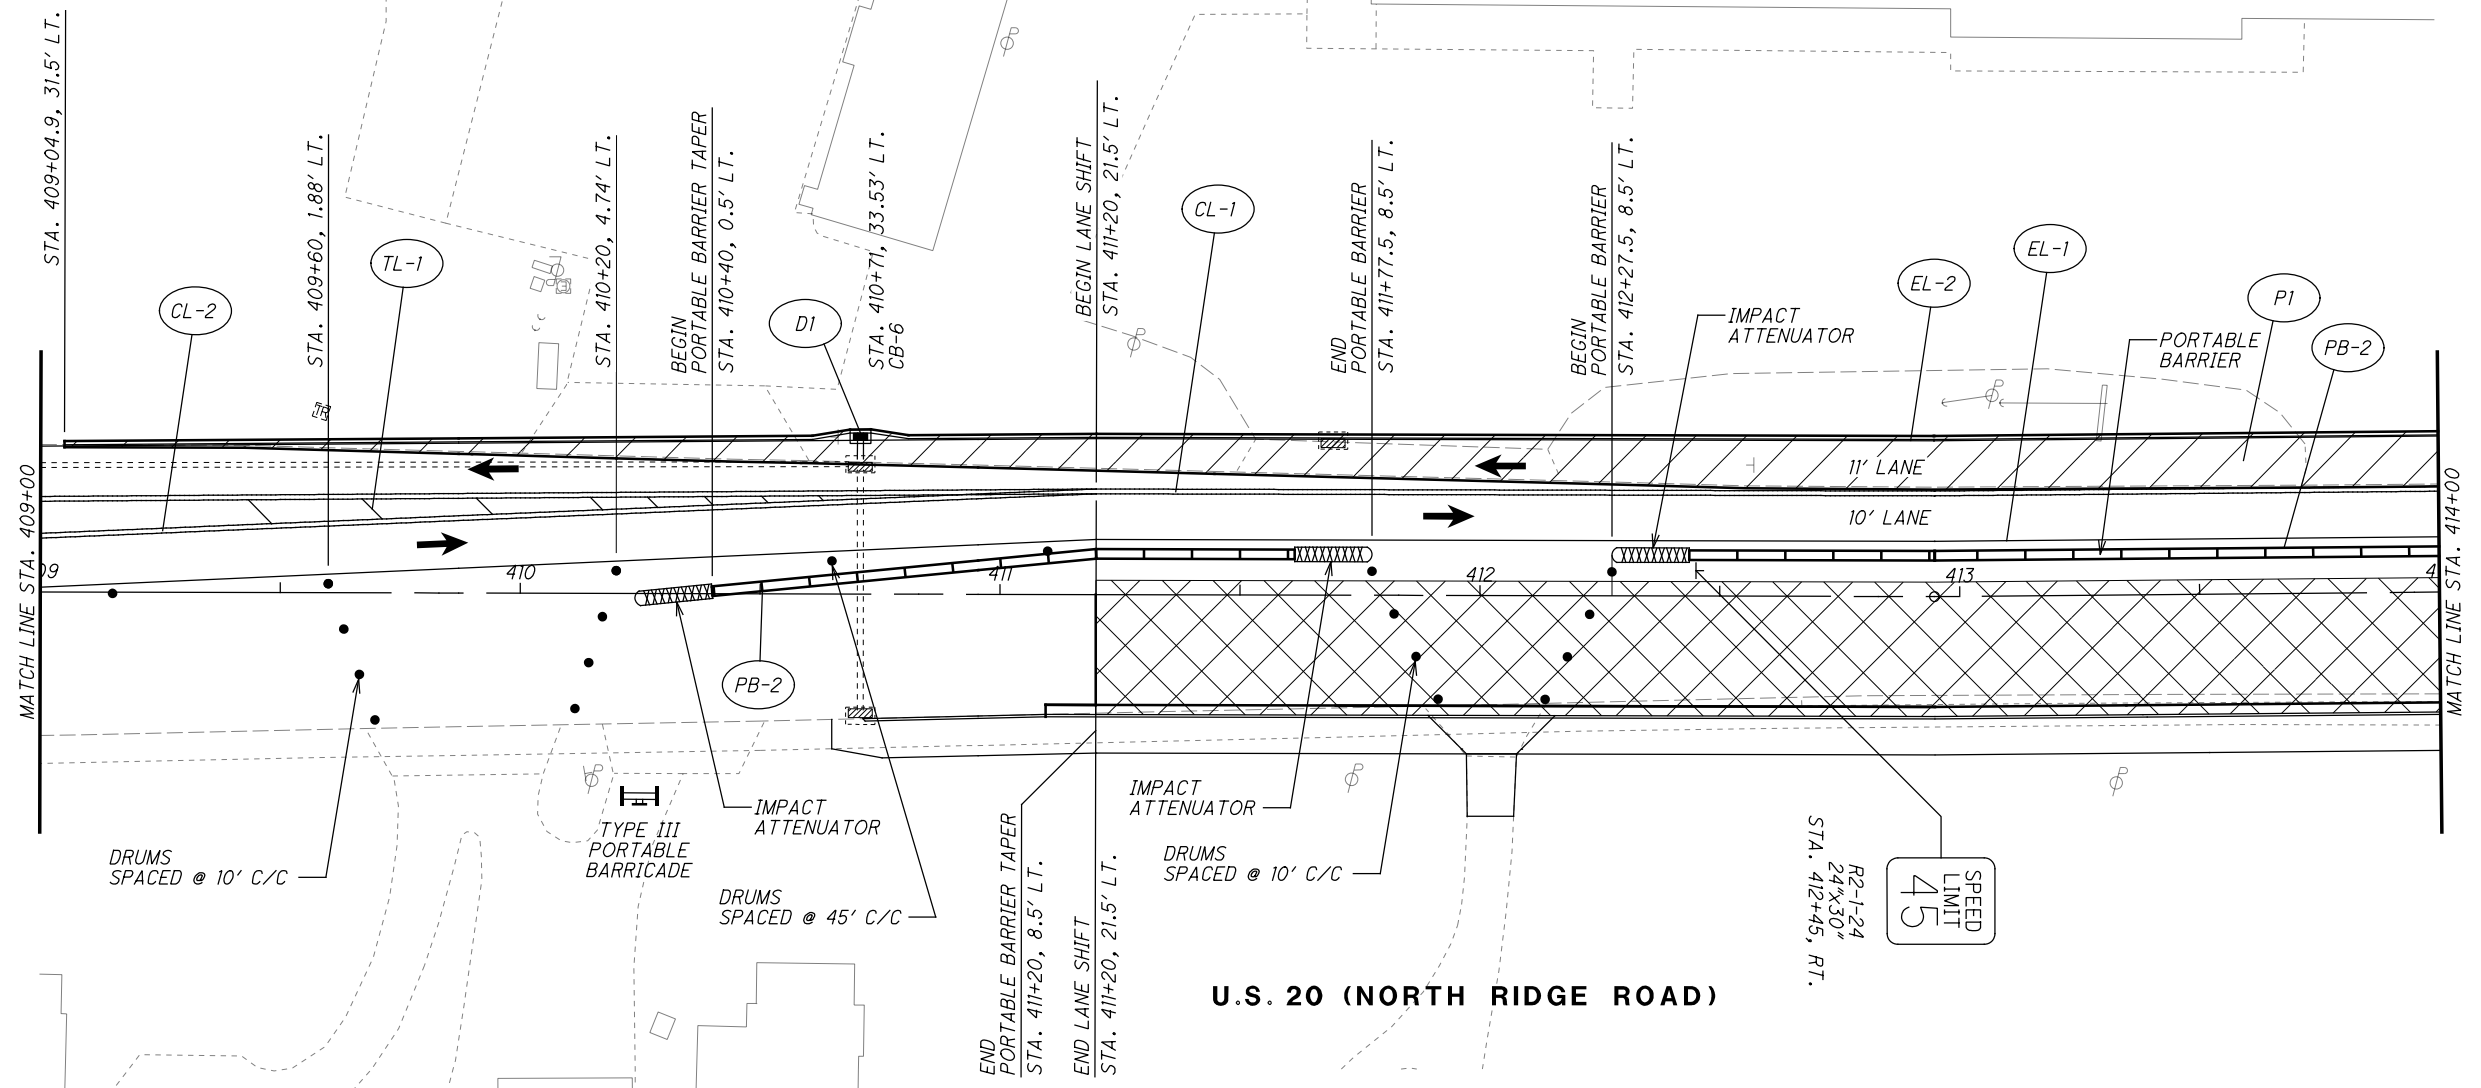 STA. 409+04.9, 31.5' LT.
STA. 409+60, 1.88' LT.
STA. 410+20, 4.74' LT.
BEGIN
PORTABLE BARRIER TAPER
STA. 410+40, 0.5' LT.
STA. 410+71, 33.53' LT.
CB-6
BEGIN LANE SHIFT
STA. 411+20, 21.5' LT.
END
PORTABLE BARRIER
STA. 411+77.5, 8.5' LT.
BEGIN
PORTABLE BARRIER
STA. 412+27.5, 8.5' LT.
CL-2
TL-1
D1
CL-1
EL-2
EL-1
P1
PB-2
IMPACT
ATTENUATOR
PORTABLE
BARRIER
TR
11' LANE
10' LANE
MATCH LINE STA. 409+00
MATCH LINE STA. 414+00
09
410
411
412
413
4
PB-2
IMPACT
ATTENUATOR
TYPE III
PORTABLE
BARRICADE
DRUMS
SPACED @ 10' C/C
DRUMS
SPACED @ 45' C/C
IMPACT
ATTENUATOR
DRUMS
SPACED @ 10' C/C
END
PORTABLE BARRIER TAPER
STA. 411+20, 8.5' LT.
END LANE SHIFT
STA. 411+20, 21.5' LT.
SPEED
LIMIT
45
R2-1-24
24"x30"
STA. 412+45, RT.
U.S. 20 (NORTH RIDGE ROAD)